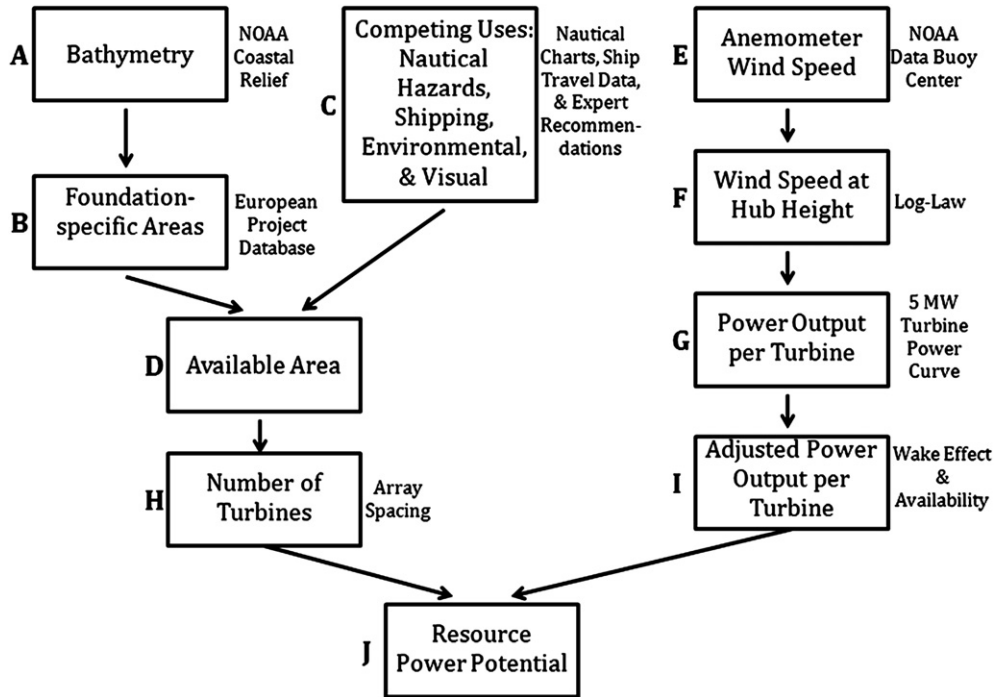 A
Bathymetry
NOAA
Coastal
Relief
B
Foundation-
specific Areas
European
Project
Database
C
Competing Uses:
Nautical
Hazards,
Shipping,
Environmental,
& Visual
Nautical
Charts, Ship
Travel Data,
& Expert
Recommen-
dations
D
Available Area
E
Anemometer
Wind Speed
NOAA
Data Buoy
Center
F
Wind Speed at
Hub Height
Log-Law
G
Power Output
per Turbine
5 MW
Turbine
Power
Curve
H
Number of
Turbines
Array
Spacing
I
Adjusted Power
Output per
Turbine
Wake Effect
&
Availability
J
Resource
Power Potential